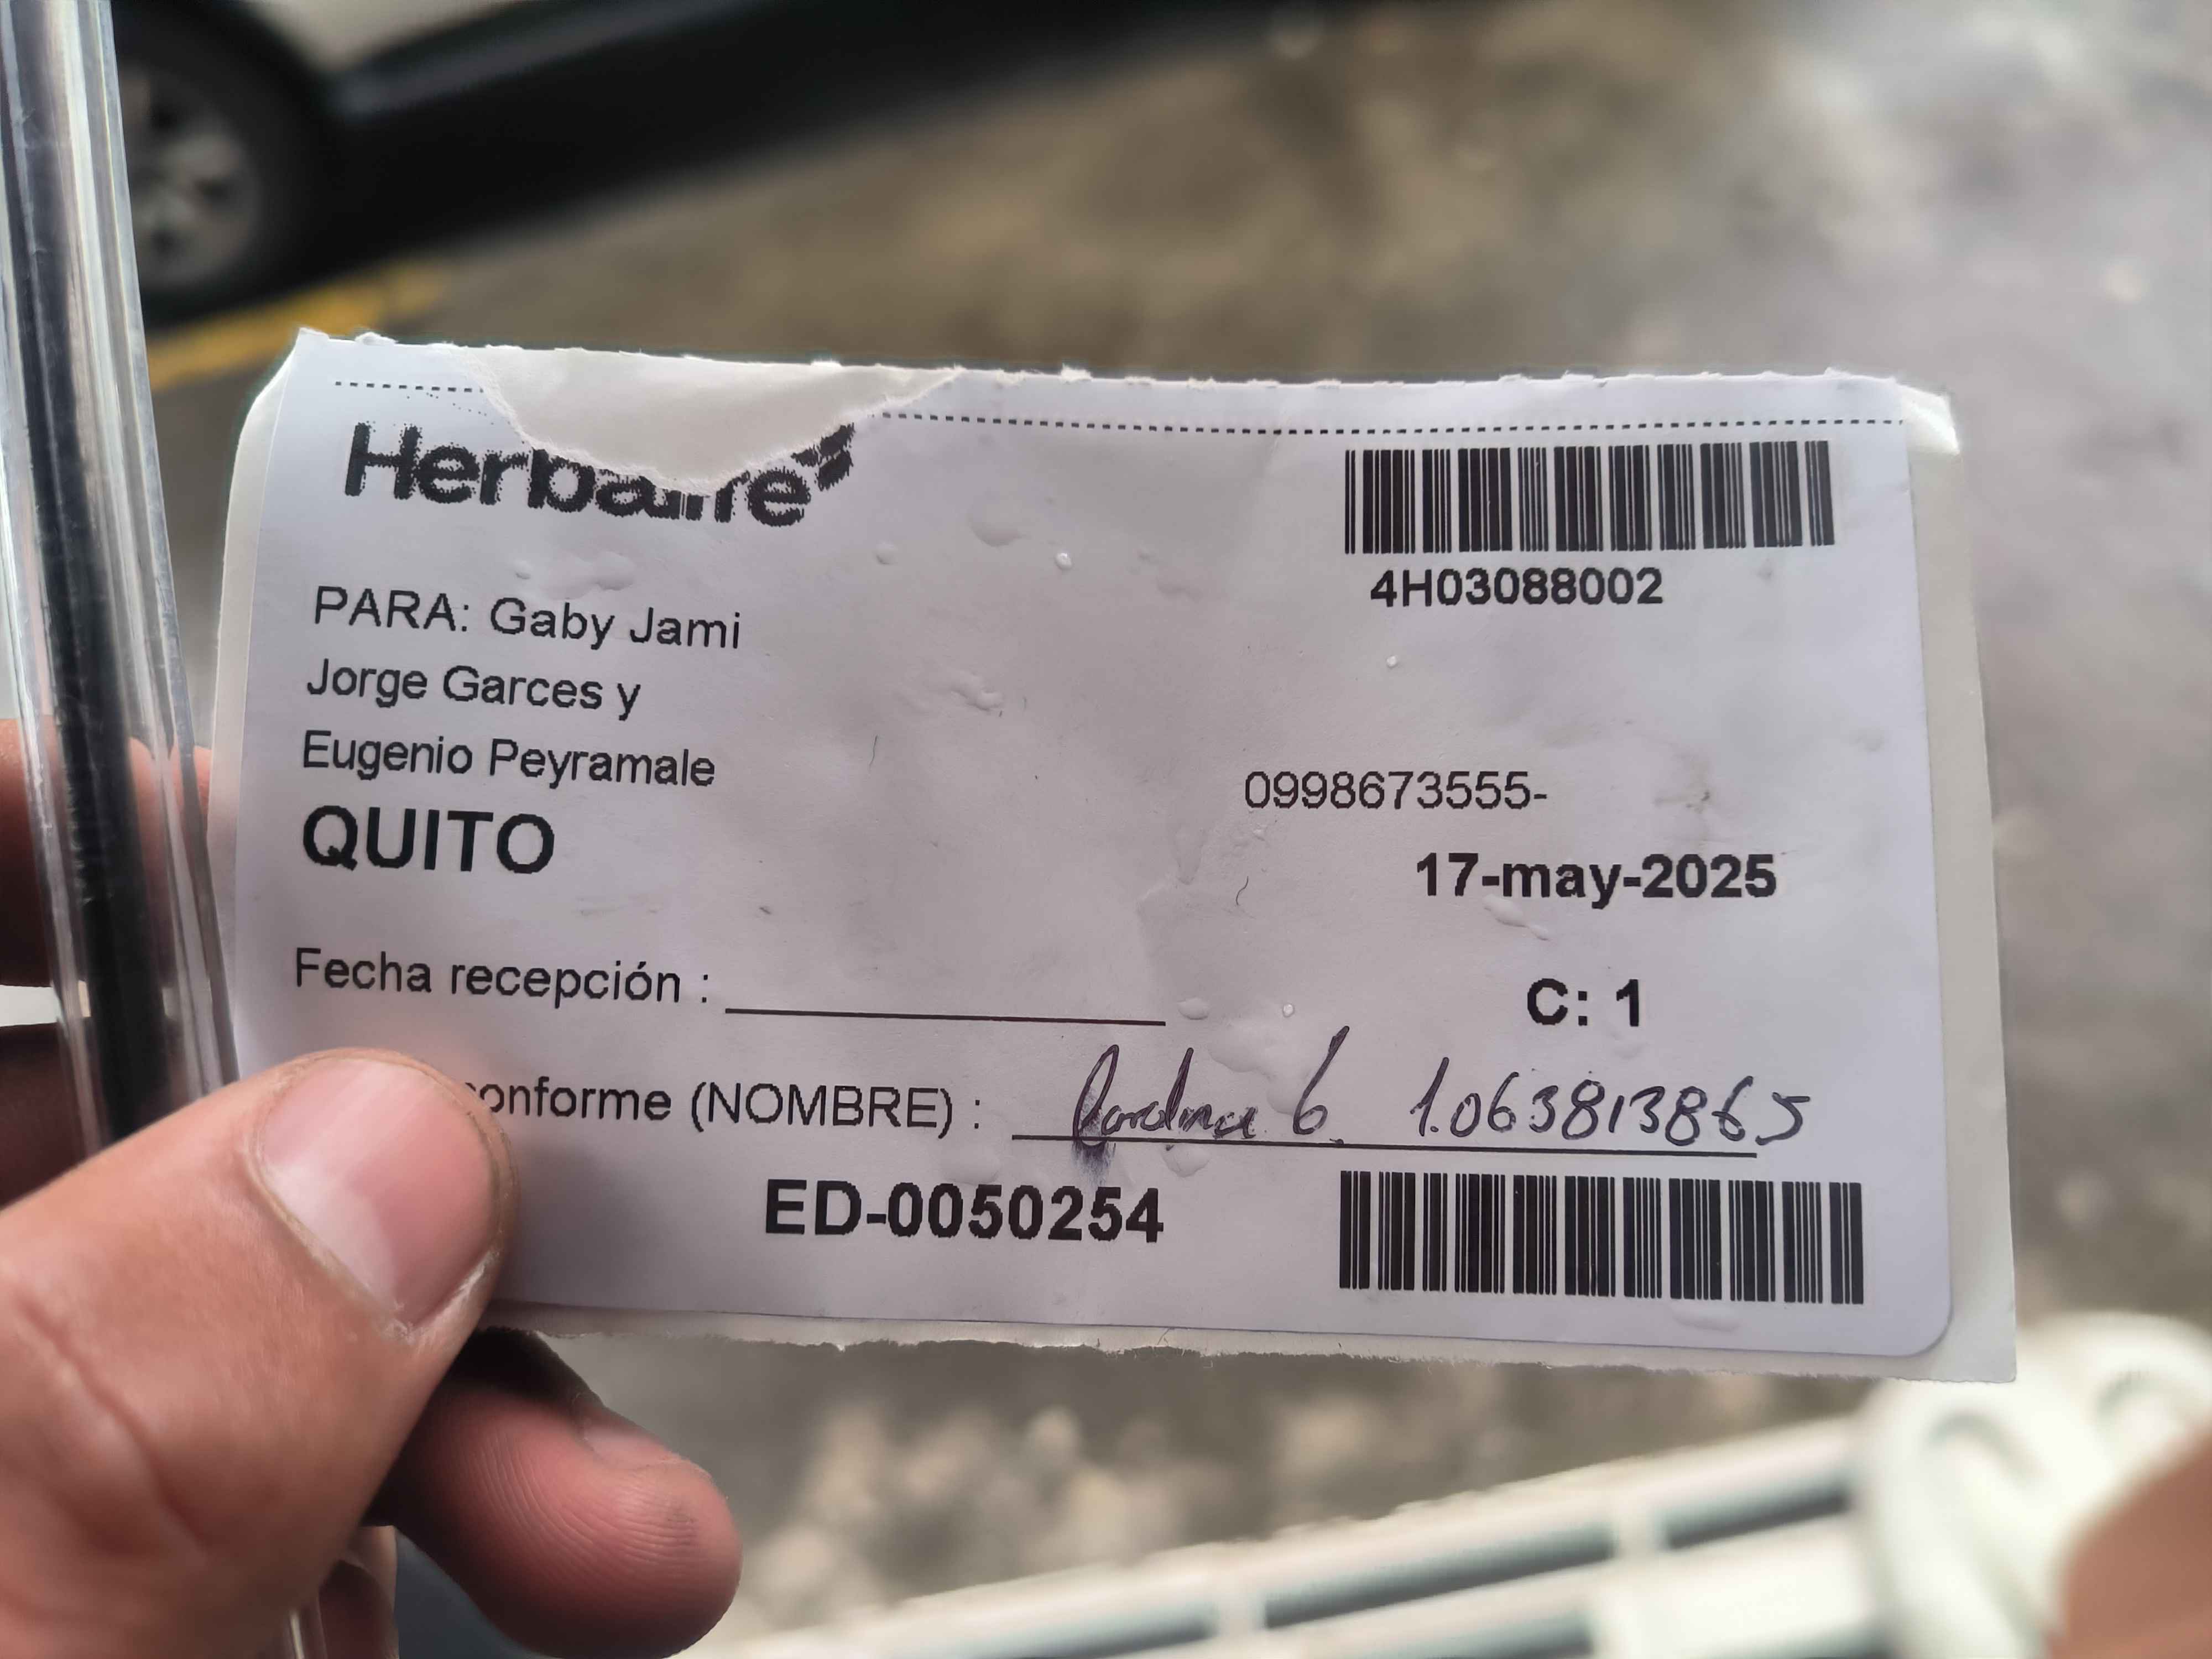 Herbalife
4H03088002
PARA: Gaby Jami
Jorge Garces y
Eugenio Peyramale
0998673555-
QUITO
17-may-2025
Fecha recepción :
C: 1
conforme (NOMBRE) : 1.063813865
ED-0050254